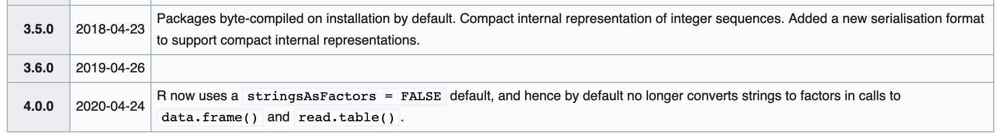 3.5.0 2018-04-23 Packages byte-compiled on installation by default. Compact internal representation of integer sequences. Added a new serialisation format
to support compact internal representations.
3.6.0 2019-04-26
4.0.0 2020-04-24 R now uses a stringsAsFactors = FALSE default, and hence by default no longer converts strings to factors in calls to
data.frame() and read.table().